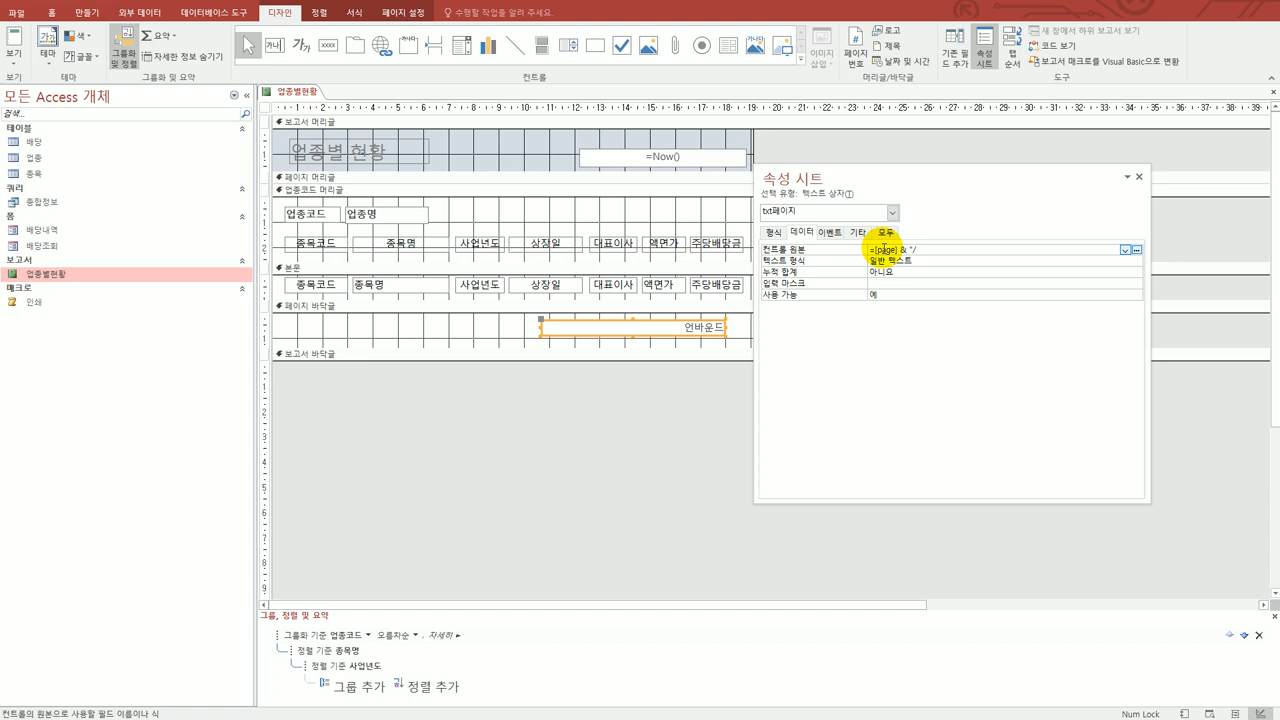 파일 홈 만들기 외부 데이터 데이터베이스 도구 디자인 정렬 서식 페이지 설정 수행할 작업을 알려 주세요.
보기 테마 색 글꼴 그룹화 및 정렬 요약 자세한 정보 숨기기
이미지 삽입 페이지 번호 로고 제목 날짜 및 시간
기존 필드 추가 속성 시트 탭 순서 새 창에서 하위 보고서 보기 코드 보기 보고서 매크로를 Visual Basic으로 변환
보기 테마 그룹화 및 요약 컨트롤 머리글/바닥글 도구
모든 Access 개체
검색...
테이블
배당
업종
종목
쿼리
종합정보
폼
배당내역
배당조회
보고서
업종별현황
매크로
인쇄
업종별현황
보고서 머리글
업종별 현황
=Now()
페이지 머리글
업종코드 머리글
업종코드 업종명
종목코드 종목명 사업년도 상장일 대표이사 액면가 주당배당금
본문
종목코드 종목명 사업년도 상장일 대표이사 액면가 주당배당금
페이지 바닥글
언바운드
보고서 바닥글
속성 시트
선택 유형: 텍스트 상자(T)
txt페이지
형식 데이터 이벤트 기타 모두
컨트롤 원본 =[page] & "/
텍스트 형식 일반 텍스트
누적 합계 아니요
입력 마스크
사용 가능 예
그룹, 정렬 및 요약
그룹화 기준 업종코드 오름차순 , 자세히
정렬 기준 종목명
정렬 기준 사업년도
그룹 추가 정렬 추가
컨트롤의 원본으로 사용할 필드 이름이나 식
Num Lock